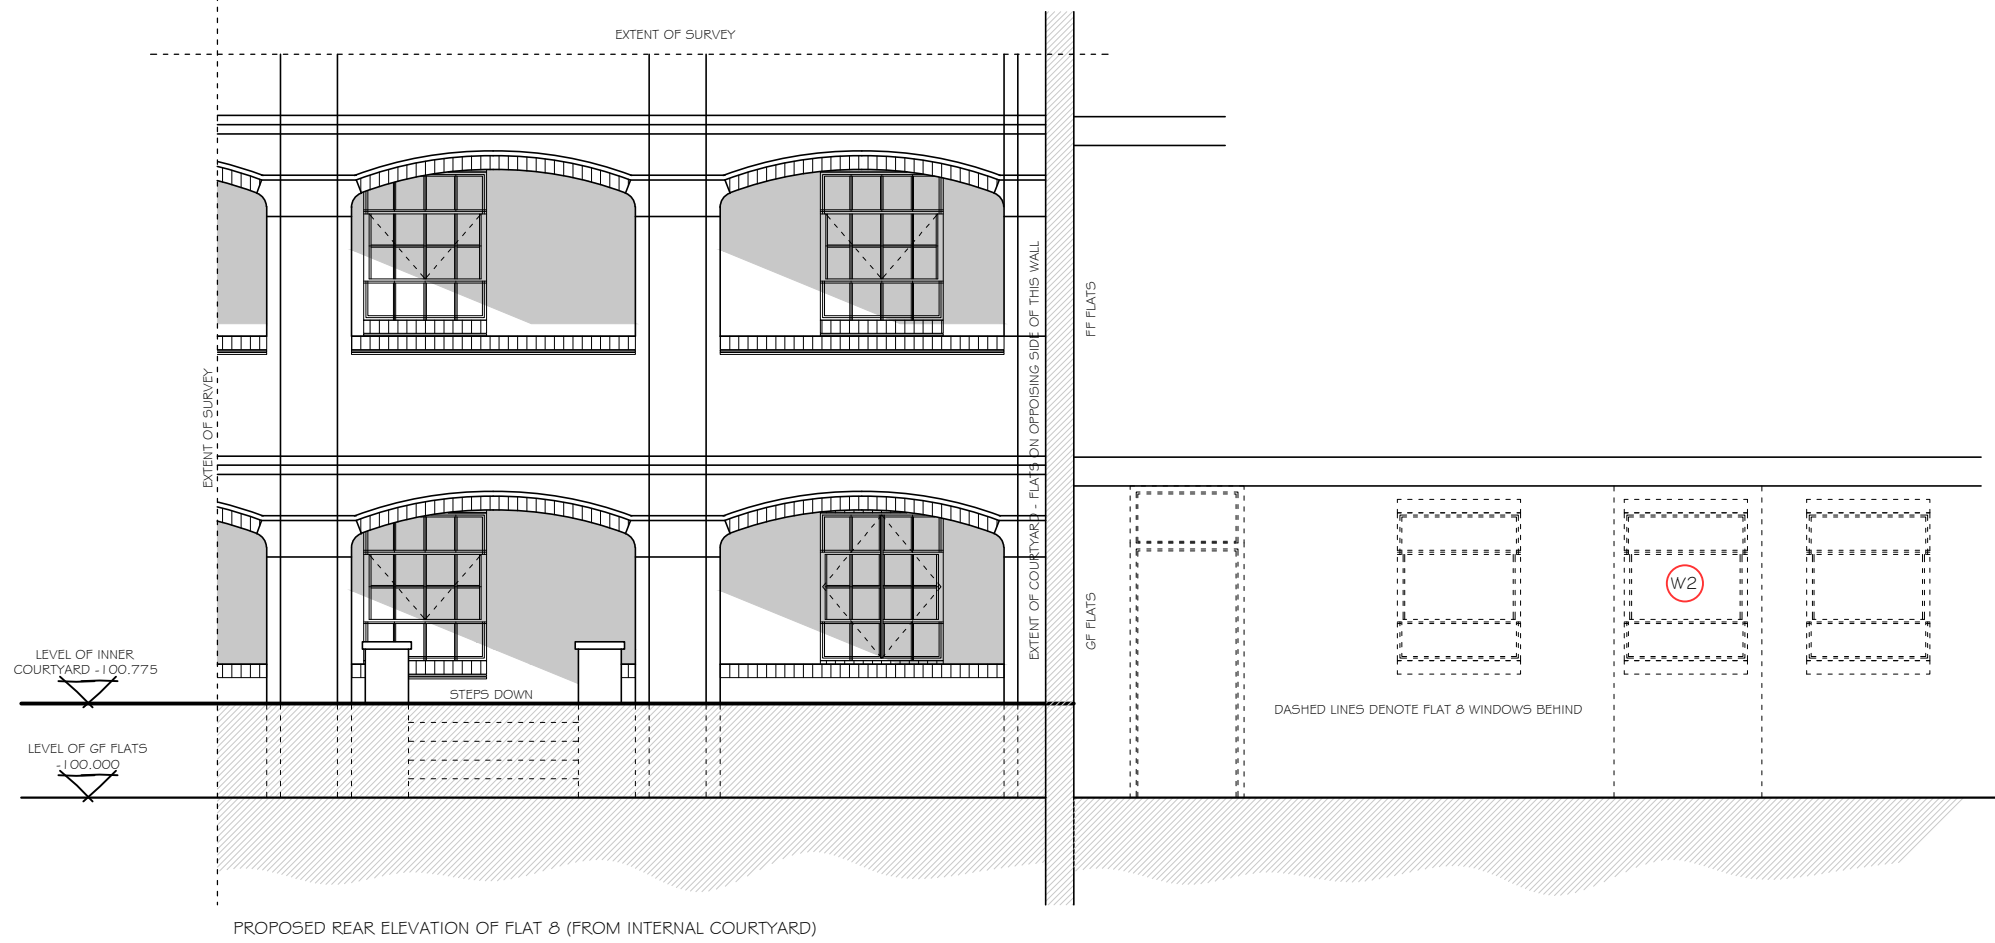 EXTENT OF SURVEY
EXTENT OF SURVEY
EXTENT OF COURTYARD - FLATS ON OPPOISING SIDE OF THIS WALL
FF FLATS
GF FLATS
W2
LEVEL OF INNER
COURTYARD -100.775
STEPS DOWN
DASHED LINES DENOTE FLAT 8 WINDOWS BEHIND
LEVEL OF GF FLATS
-100.000
PROPOSED REAR ELEVATION OF FLAT 8 (FROM INTERNAL COURTYARD)